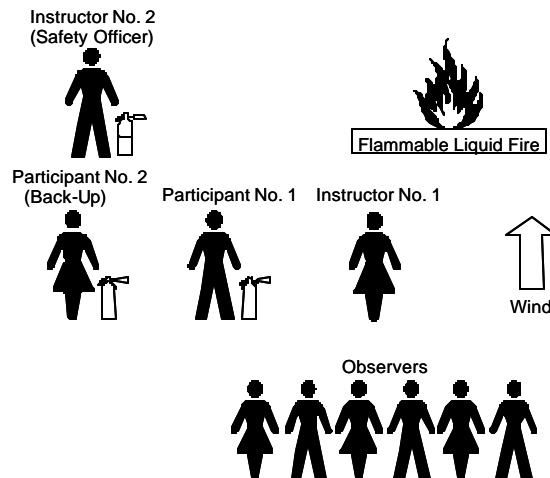 Instructor No. 2
(Safety Officer)
Flammable Liquid Fire
Participant No. 2
(Back-Up)
Participant No. 1
Instructor No. 1
Wind
Observers